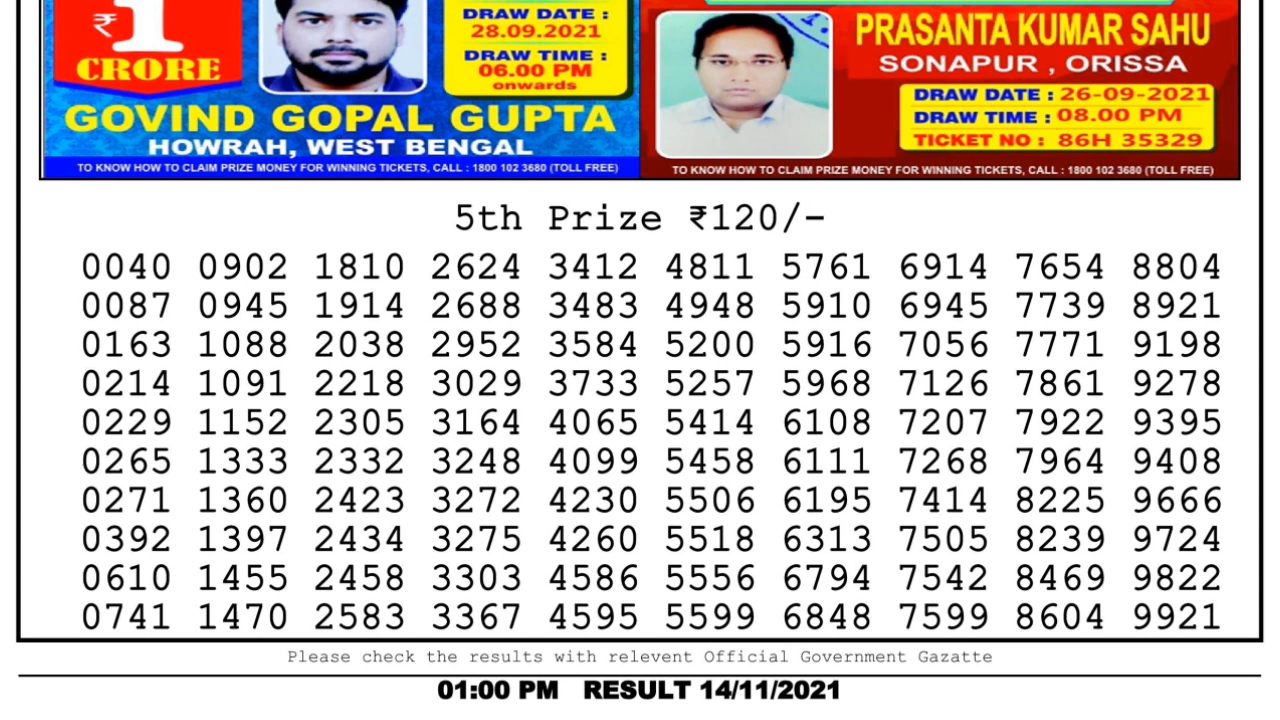 ₹1
CRORE
DRAW DATE :
28.09.2021
DRAW TIME :
06.00 PM
onwards
GOVIND GOPAL GUPTA
HOWRAH, WEST BENGAL
TO KNOW HOW TO CLAIM PRIZE MONEY FOR WINNING TICKETS, CALL : 1800 102 3680 (TOLL FREE)
PRASANTA KUMAR SAHU
SONAPUR , ORISSA
DRAW DATE : 26-09-2021
DRAW TIME : 08.00 PM
TICKET NO : 86H 35329
TO KNOW HOW TO CLAIM PRIZE MONEY FOR WINNING TICKETS, CALL : 1800 102 3680 (TOLL FREE)
5th Prize ₹120/-
0040 0902 1810 2624 3412 4811 5761 6914 7654 8804
0087 0945 1914 2688 3483 4948 5910 6945 7739 8921
0163 1088 2038 2952 3584 5200 5916 7056 7771 9198
0214 1091 2218 3029 3733 5257 5968 7126 7861 9278
0229 1152 2305 3164 4065 5414 6108 7207 7922 9395
0265 1333 2332 3248 4099 5458 6111 7268 7964 9408
0271 1360 2423 3272 4230 5506 6195 7414 8225 9666
0392 1397 2434 3275 4260 5518 6313 7505 8239 9724
0610 1455 2458 3303 4586 5556 6794 7542 8469 9822
0741 1470 2583 3367 4595 5599 6848 7599 8604 9921
Please check the results with relevent Official Government Gazatte
01:00 PM RESULT 14/11/2021